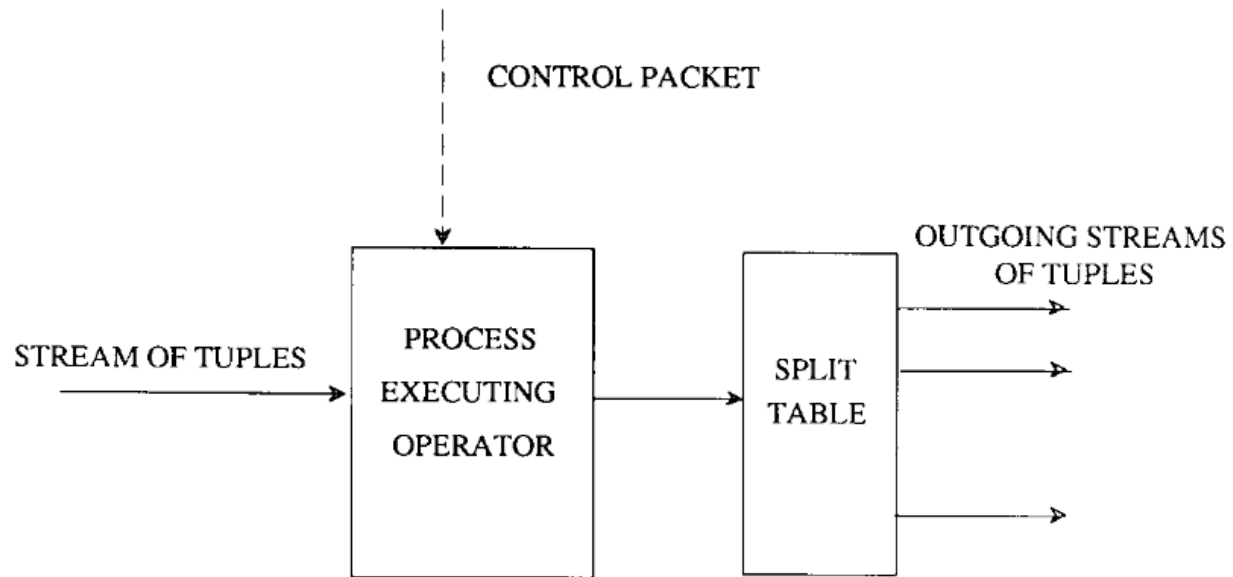 CONTROL PACKET
OUTGOING STREAMS
OF TUPLES
STREAM OF TUPLES
PROCESS
EXECUTING
OPERATOR
SPLIT
TABLE